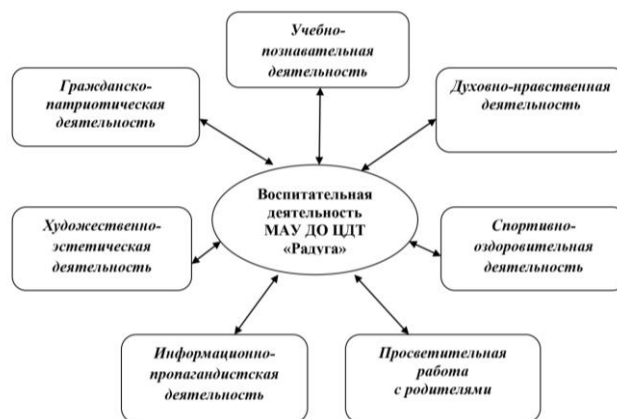 Учебно-
познавательная
деятельность
Гражданско-
патриотическая
деятельность
Духовно-нравственная
деятельность
Воспитательная
деятельность
МАУ ДО ЦДТ
«Радуга»
Художественно-
эстетическая
деятельность
Спортивно-
оздоровительная
деятельность
Информационно-
пропагандистская
деятельность
Просветительная
работа
с родителями